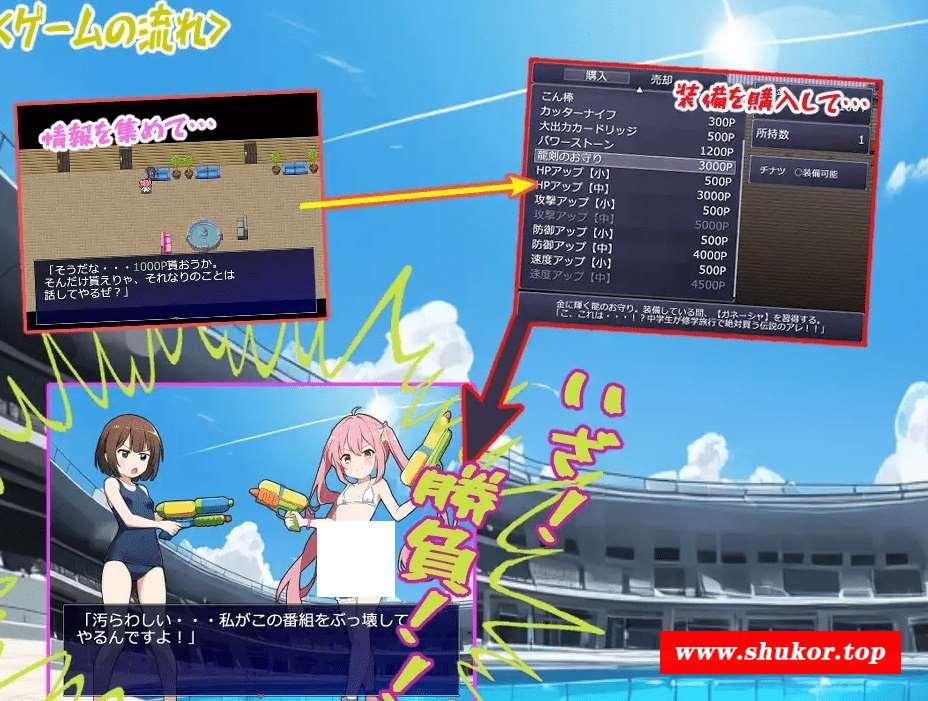 <ゲームの流れ>
情報を集めて…
「そうだな・・・1000P貰おうか。
そんだけ貰えりゃ、それなりのことは
話してやるぜ？」
購入
売却
装備を購入して…
こん棒
300P
カッターナイフ
500P
大出力カードリッジ
1200P
パワーストーン
3000P
龍剣のお守り
500P
HPアップ【小】
3000P
HPアップ【中】
500P
攻撃アップ【小】
5000P
攻撃アップ【中】
500P
防御アップ【小】
4000P
防御アップ【中】
500P
速度アップ【小】
4500P
速度アップ【中】
所持数
1
チナツ ○装備可能
金に輝く龍のお守り。装備している間、【ガネーシャ】を習得する。
「こ、これは・・・！？中学生が修学旅行で絶対買う伝説のアレ！！」
いざ！
勝負！！
「汚らわしい・・・私がこの番組をぶっ壊して
やるんですよ！」
www.shukor.top